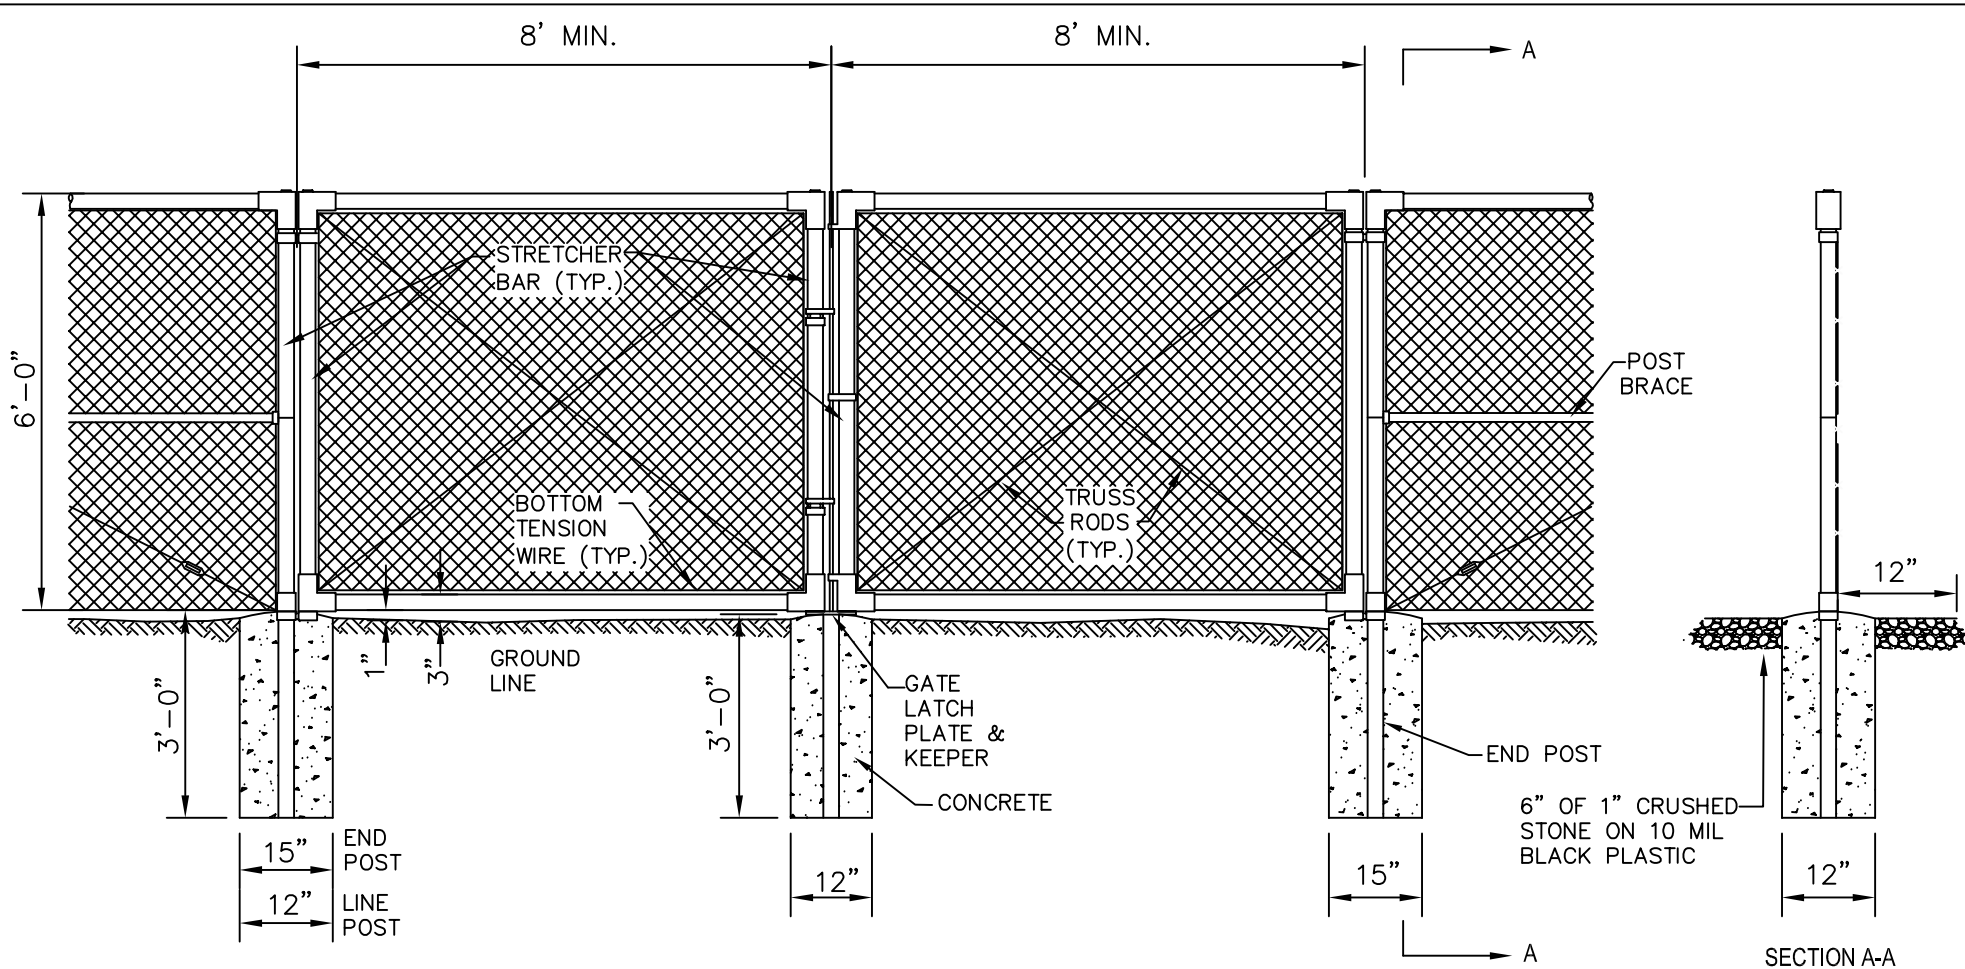 8' MIN.
8' MIN.
A
STRETCHER
BAR (TYP.)
6'-0"
POST
BRACE
BOTTOM
TENSION
WIRE (TYP.)
TRUSS
RODS
(TYP.)
12"
1"
3"
GROUND
LINE
3'-0"
3'-0"
GATE
LATCH
PLATE &
KEEPER
END POST
CONCRETE
6" OF 1" CRUSHED
STONE ON 10 MIL
BLACK PLASTIC
15"
END
POST
12"
LINE
POST
12"
15"
12"
A
SECTION A-A